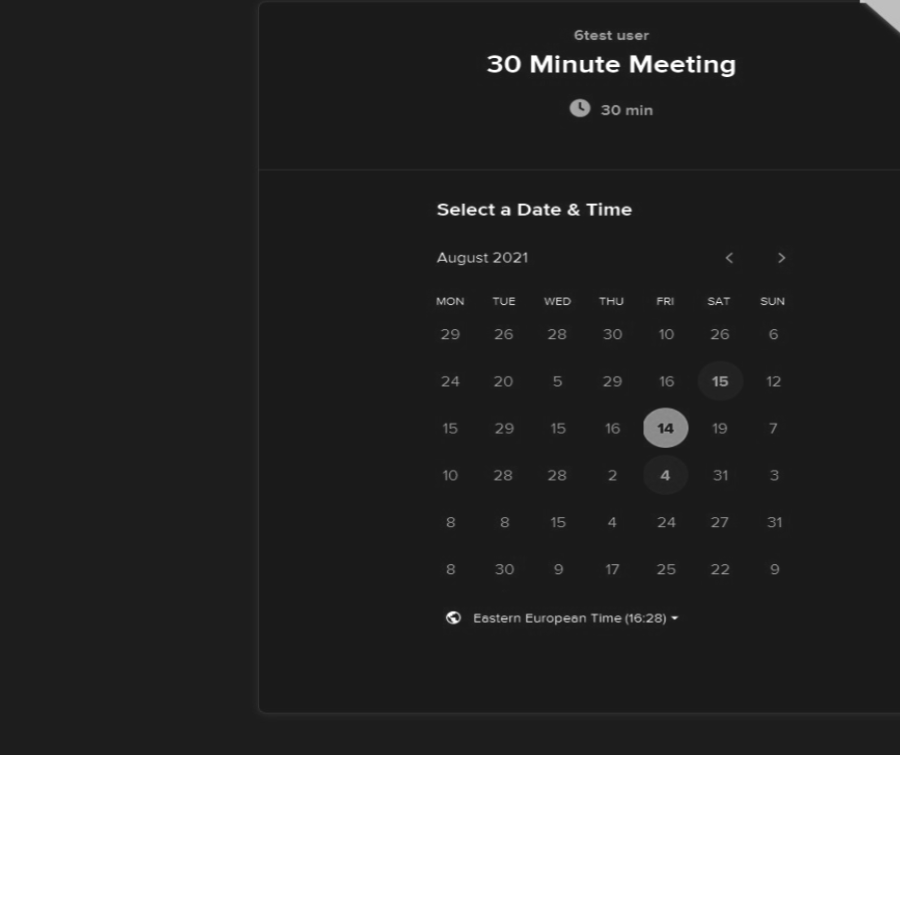 6test user
30 Minute Meeting
30 min
Select a Date & Time
August 2021
MON TUE WED THU FRI SAT SUN
29 26 28 30 10 26 6
24 20 5 29 16 15 12
15 29 15 16 14 19 7
10 28 28 2 4 31 3
8 8 15 4 24 27 31
8 30 9 17 25 22 9
Eastern European Time (16:28)